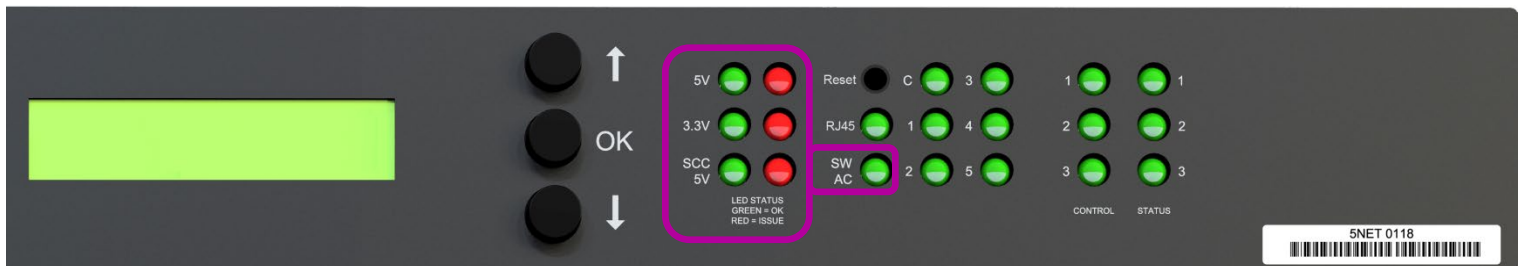 ↑
OK
↓
5V
3.3V
SCC
5V
LED STATUS
GREEN = OK
RED = ISSUE
Reset
RJ45
SW
AC
C 3
1 4
2 5
1 1
2 2
3 3
CONTROL STATUS
5NET 0118